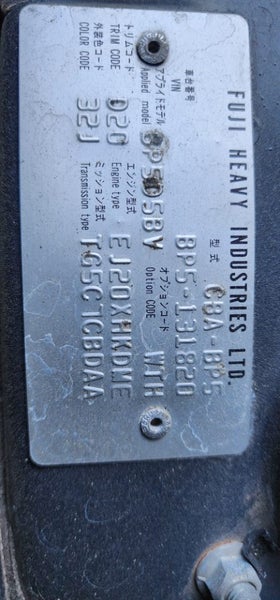 FUJI HEAVY INDUSTRIES LTD.
型式 CBA-BP5
車台番号 VIN BP5-131820
アプライドモデル Applied model BP5D5BV
オプションコード Option CODE WTH
トリムコード TRIM CODE D20
エンジン型式 Engine type EJ20XHKDWE
外装色コード COLOR CODE 32J
ミッション型式 Transmission type TG5C7CBDAA